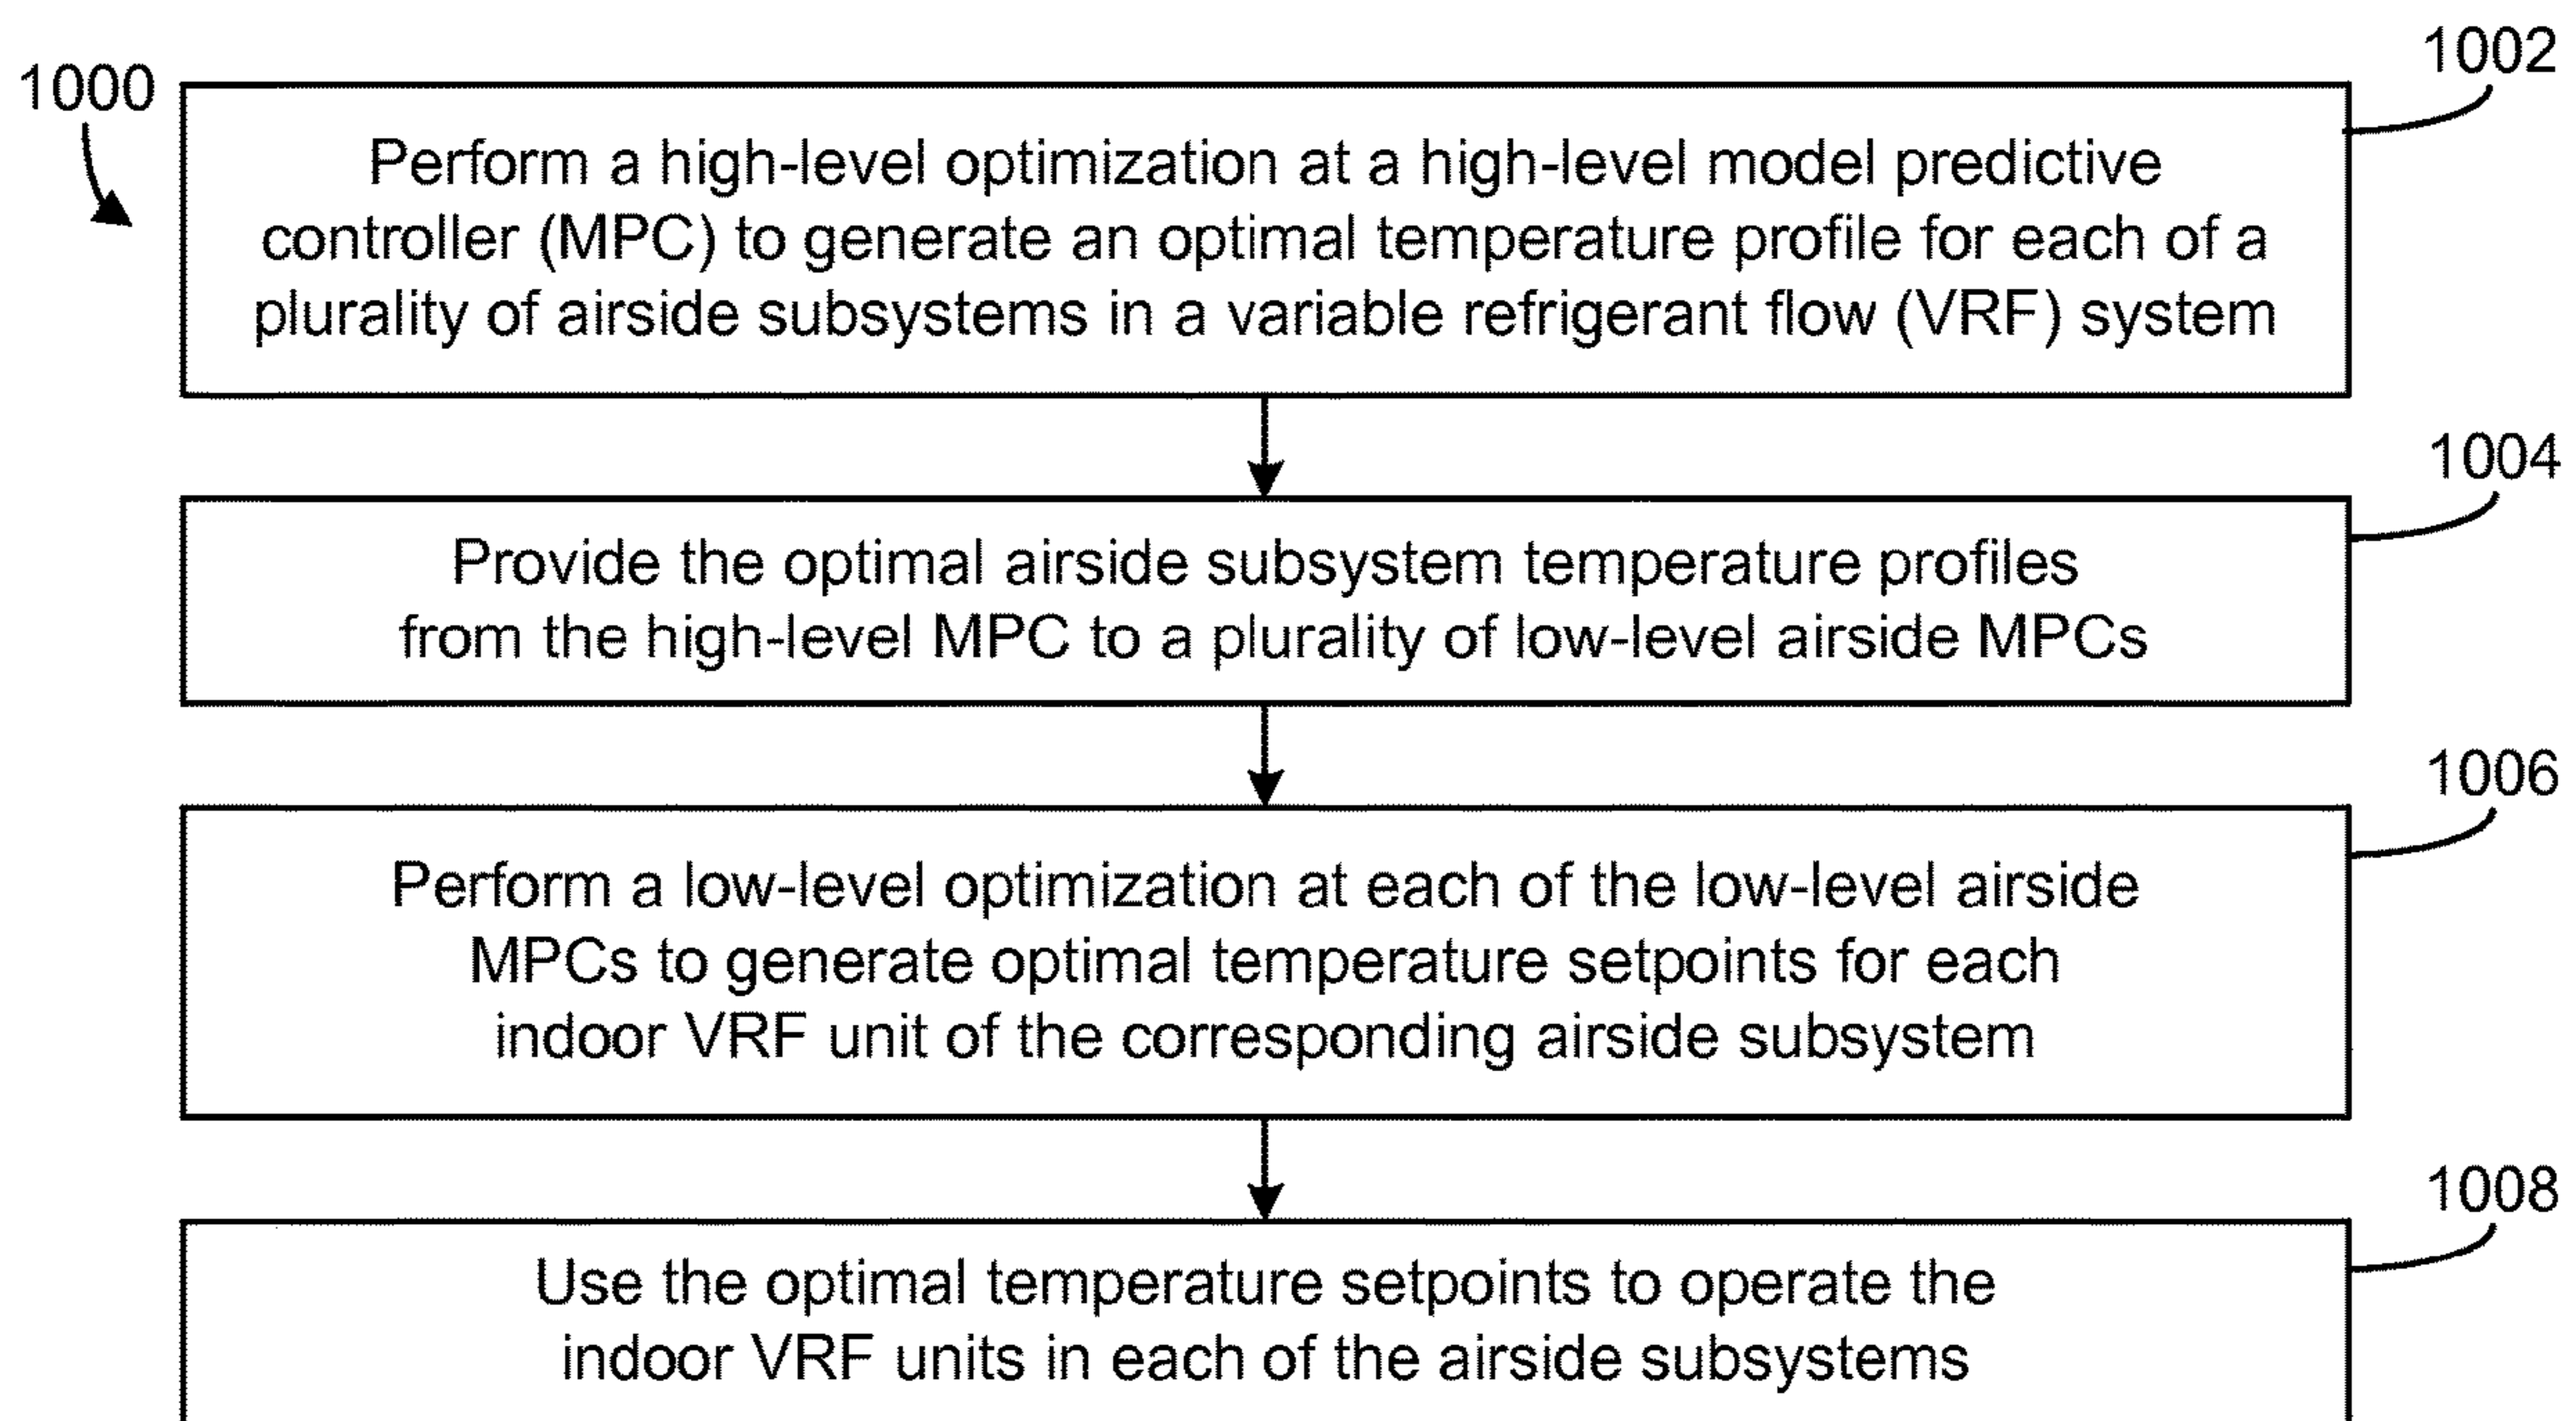 1000
1002
Perform a high-level optimization at a high-level model predictive
controller (MPC) to generate an optimal temperature profile for each of a
plurality of airside subsystems in a variable refrigerant flow (VRF) system
1004
Provide the optimal airside subsystem temperature profiles
from the high-level MPC to a plurality of low-level airside MPCs
1006
Perform a low-level optimization at each of the low-level airside
MPCs to generate optimal temperature setpoints for each
indoor VRF unit of the corresponding airside subsystem
1008
Use the optimal temperature setpoints to operate the
indoor VRF units in each of the airside subsystems